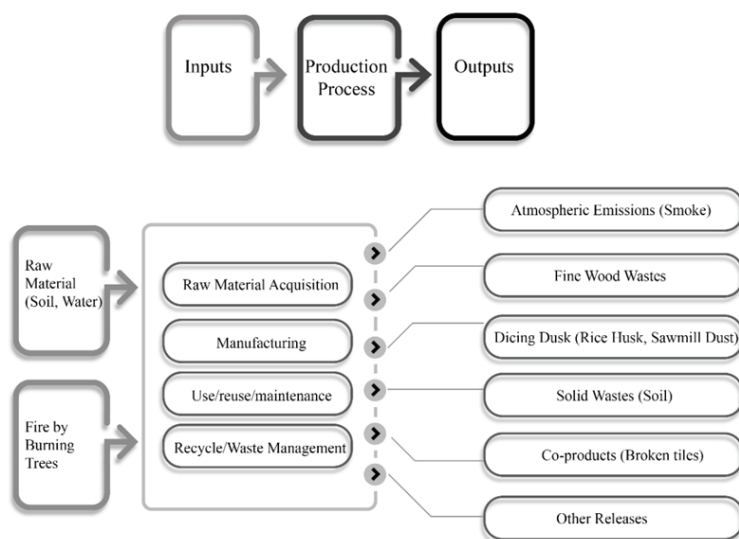 Inputs
Production
Process
Outputs
Raw
Material
(Soil, Water)
Fire by
Burning
Trees
Raw Material Acquisition
Manufacturing
Use/reuse/maintenance
Recycle/Waste Management
Atmospheric Emissions (Smoke)
Fine Wood Wastes
Dicing Dusk (Rice Husk, Sawmill Dust)
Solid Wastes (Soil)
Co-products (Broken tiles)
Other Releases